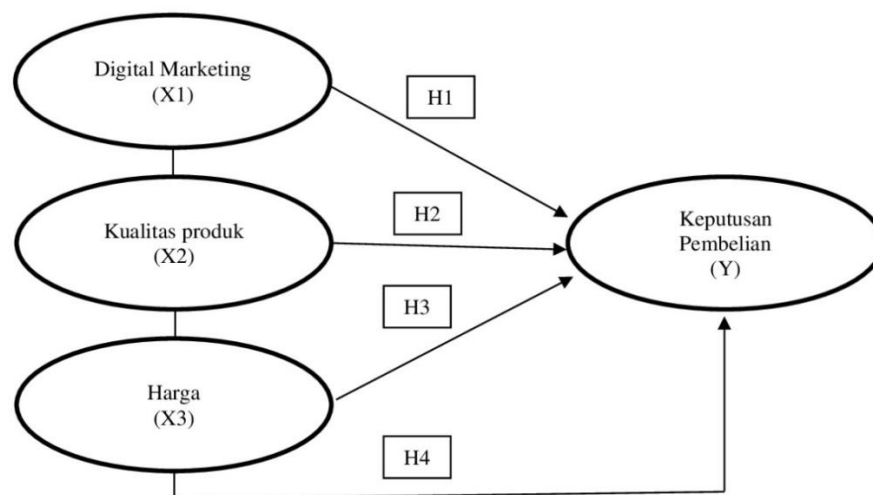 Digital Marketing
(X1)
H1
Kualitas produk
(X2)
H2
Keputusan
Pembelian
(Y)
H3
Harga
(X3)
H4